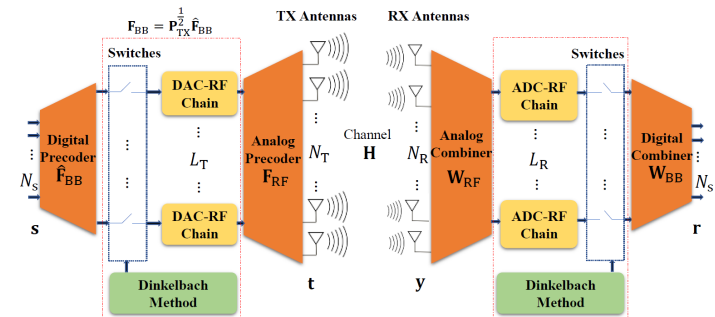 F_BB = P_TX^{1/2} F̂_BB
TX Antennas
RX Antennas
Switches
Switches
DAC-RF
Chain
ADC-RF
Chain
Digital
Precoder
F̂_BB
⋮
N_s
s
⋮
⋮
⋮
L_T
⋮
Analog
Precoder
F_RF
⋮
N_T
⋮
Channel
H
⋮
N_R
⋮
Analog
Combiner
W_RF
⋮
L_R
⋮
⋮
⋮
Digital
Combiner
W_BB
⋮
N_s
r
DAC-RF
Chain
ADC-RF
Chain
Dinkelbach
Method
t
y
Dinkelbach
Method